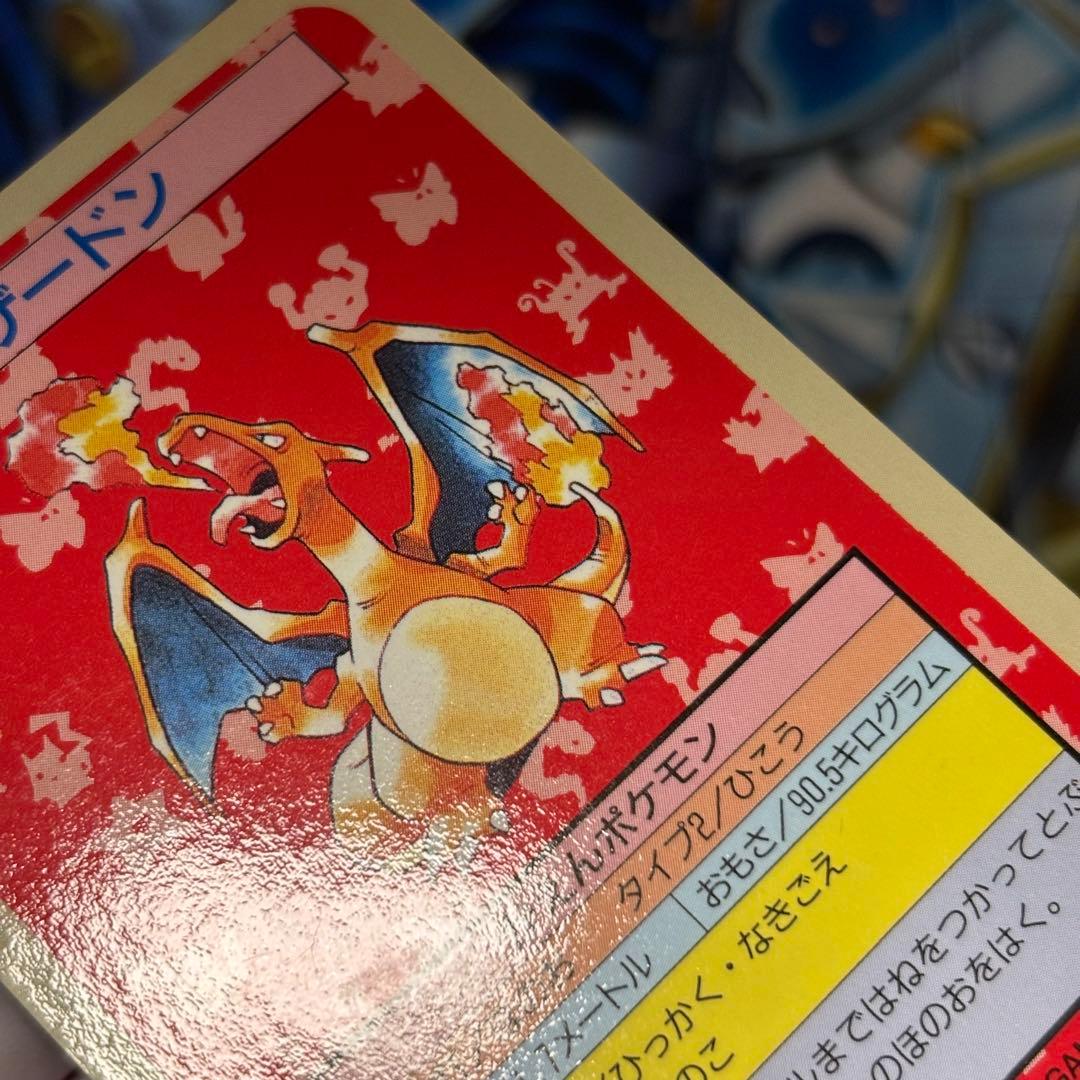 ザードン
えんポケモン
タイプ2/ひこう
メートル
おもさ/90.5キログラム
ひっかく・なきごえ
のこ
しまではねをつかってとぶ
のほのおをはく。